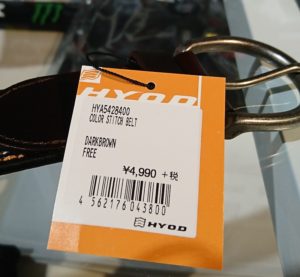 HYOD
HYA5428400
COLOR STITCH BELT
DARKBROWN
FREE
¥4,990 +税
4 562176 043800
HYOD